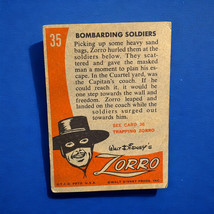 35
BOMBARDING SOLDIERS
Picking up some heavy sand
bags, Zorro hurled them at the
soldiers below. They scat-
tered and gave the masked
man a moment to plan his es-
cape. In the Cuartel yard, was
the Capitan's coach. If he
could reach it, it would be
one step towards the wall and
freedom. Zorro leaped and
landed on the coach while the
soldiers surged out towards
him.
SEE CARD 36
TRAPPING ZORRO
WALT DISNEY'S
ZORRO